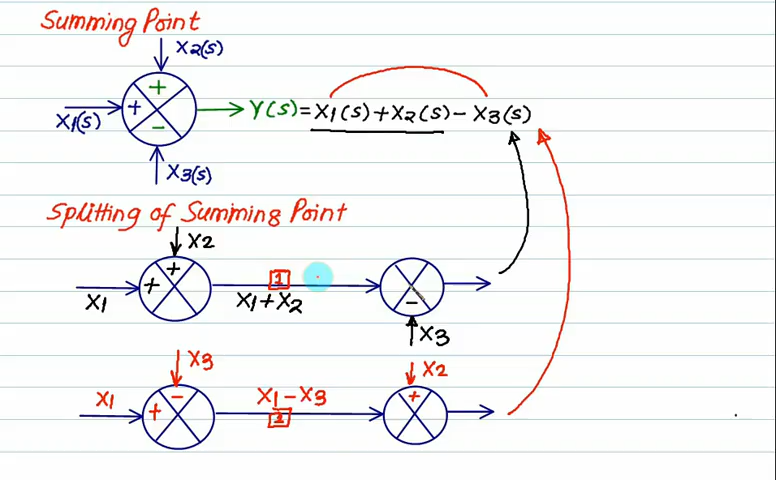 Summing Point
X2(s)
+
+
-
X1(s)
Y(s) = X1(s) + X2(s) - X3(s)
X3(s)
Splitting of Summing Point
X2
+
+
X1
1
X1+X2
-
X3
X3
X1
-
+
X1-X3
X2
+